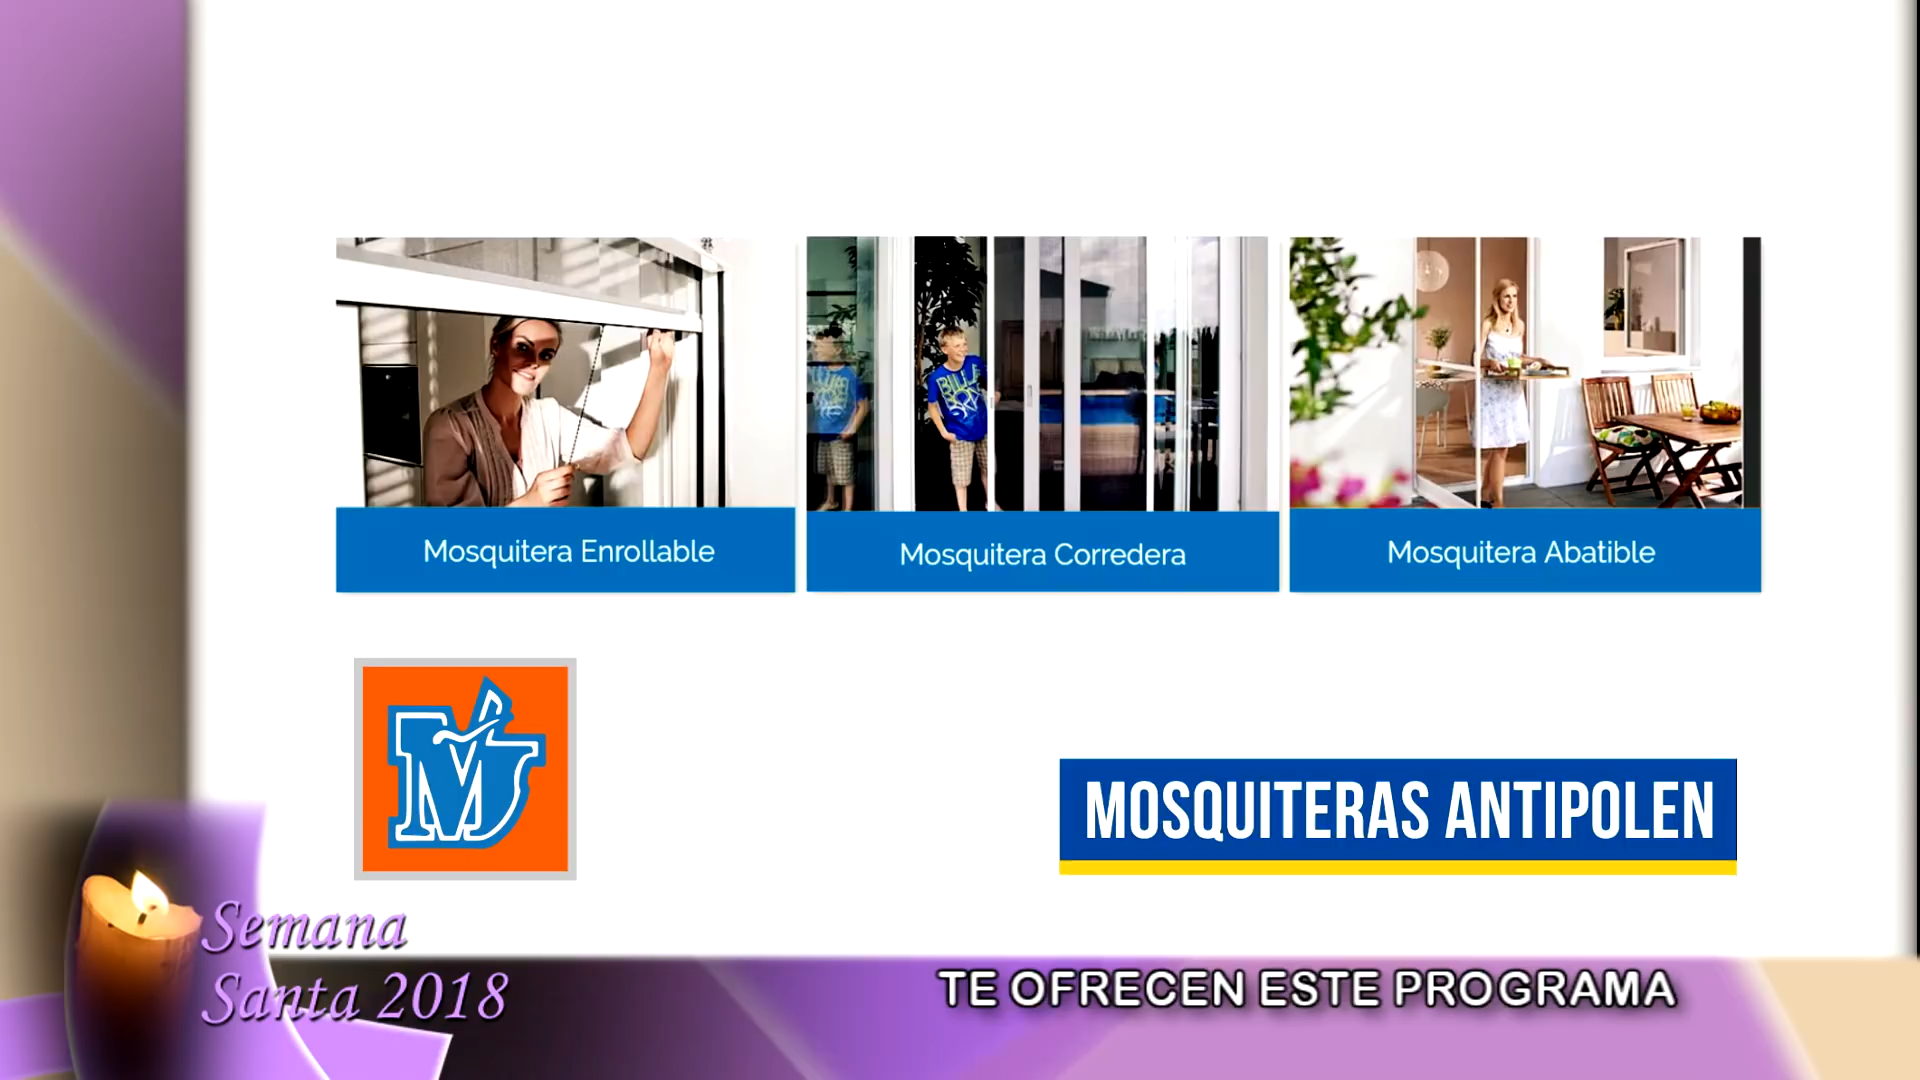 Mosquitera Enrollable
Mosquitera Corredera
Mosquitera Abatible
MOSQUITERAS ANTIPOLEN
Semana
Santa 2018
TE OFRECEN ESTE PROGRAMA